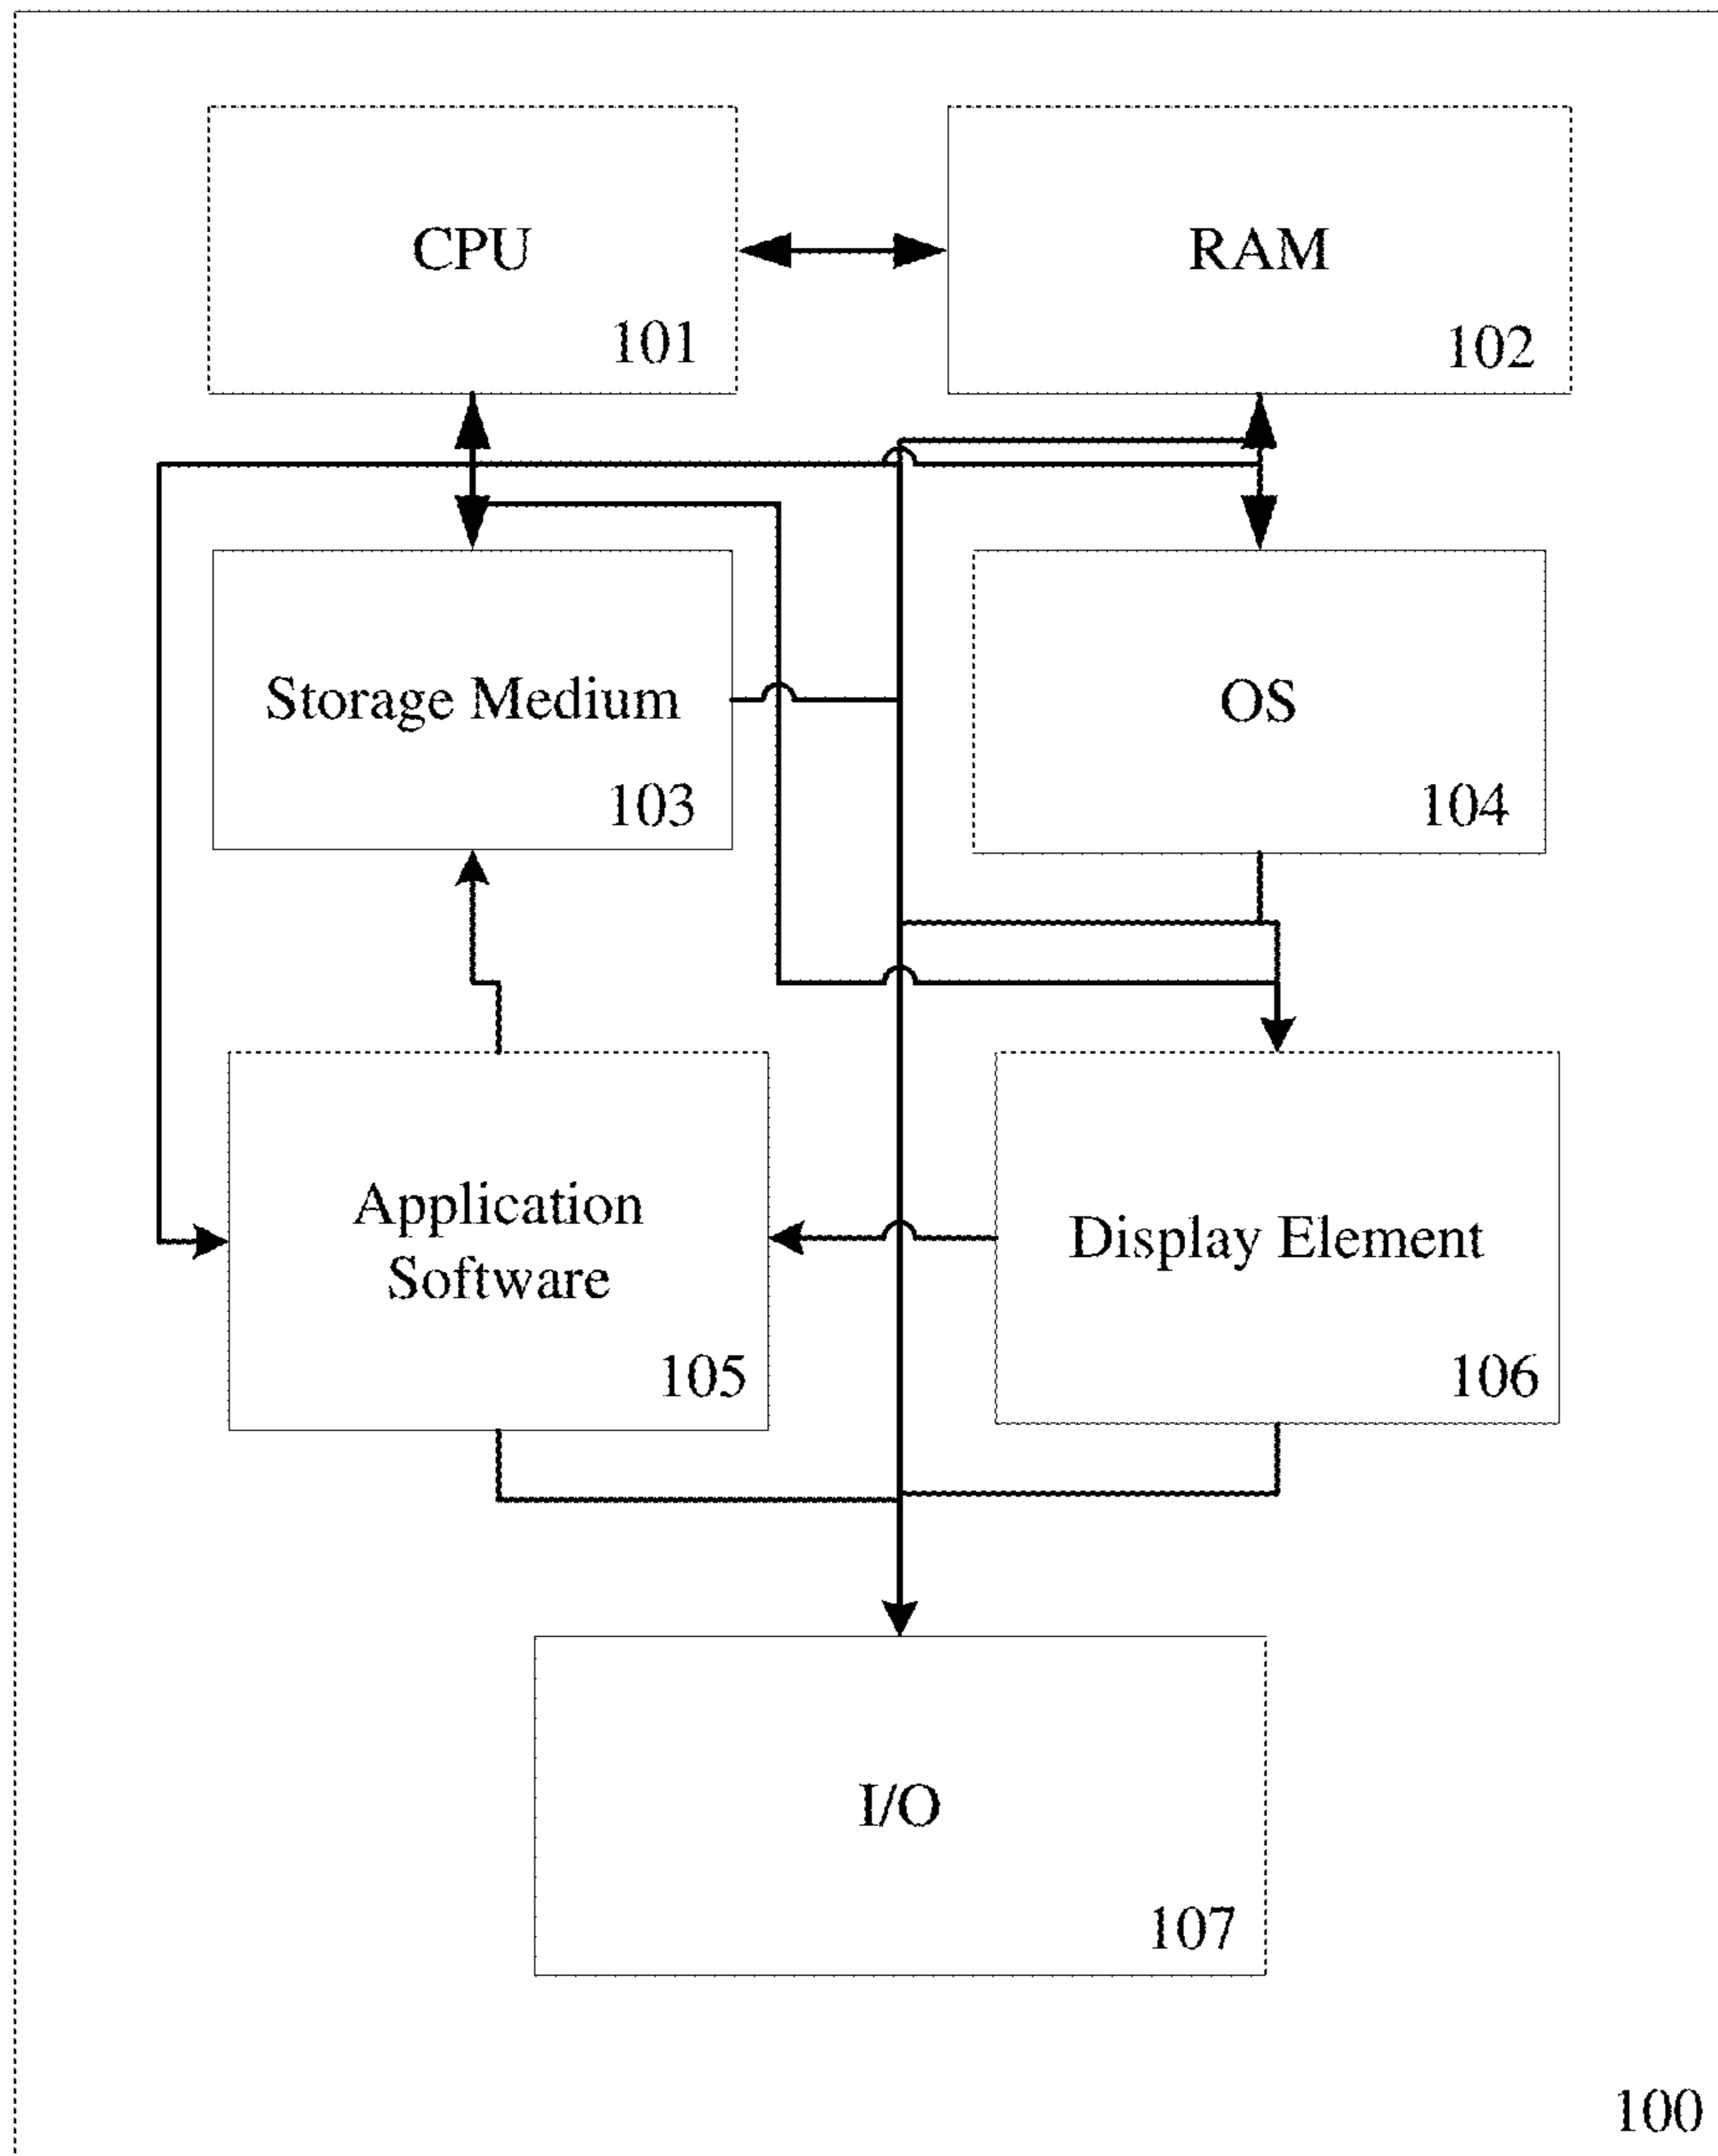 CPU
101
RAM
102
Storage Medium
103
OS
104
Application
Software
105
Display Element
106
I/O
107
100